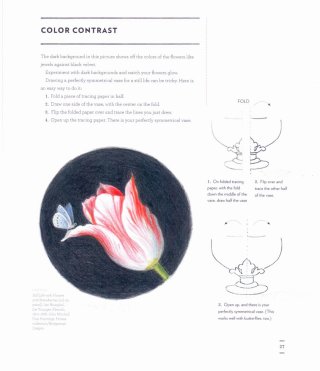 COLOR CONTRAST
The dark background in this picture shows off the colors of the flowers like
jewels against black velvet.
Experiment with dark backgrounds and watch your flowers glow.
Drawing a perfectly symmetrical vase for a still life can be tricky. Here is
an easy way to do it:
1. Fold a piece of tracing paper in half.
2. Draw one side of the vase, with the center on the fold.
3. Flip the folded paper over and trace the lines you just drew.
4. Open up the tracing paper. There is your perfectly symmetrical vase.
FOLD
1. On folded tracing
paper, with the fold
down the middle of the
vase, draw half the vase
2. Flip over and
trace the other half
of the vase.
3. Open up, and there is your
perfectly symmetrical vase. (This
works well with butterflies, too.)